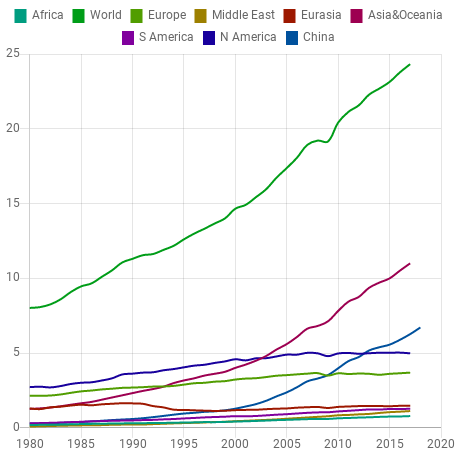 Africa World Europe Middle East Eurasia Asia&Oceania
S America N America China
25
20
15
10
5
0
1980 1985 1990 1995 2000 2005 2010 2015 2020